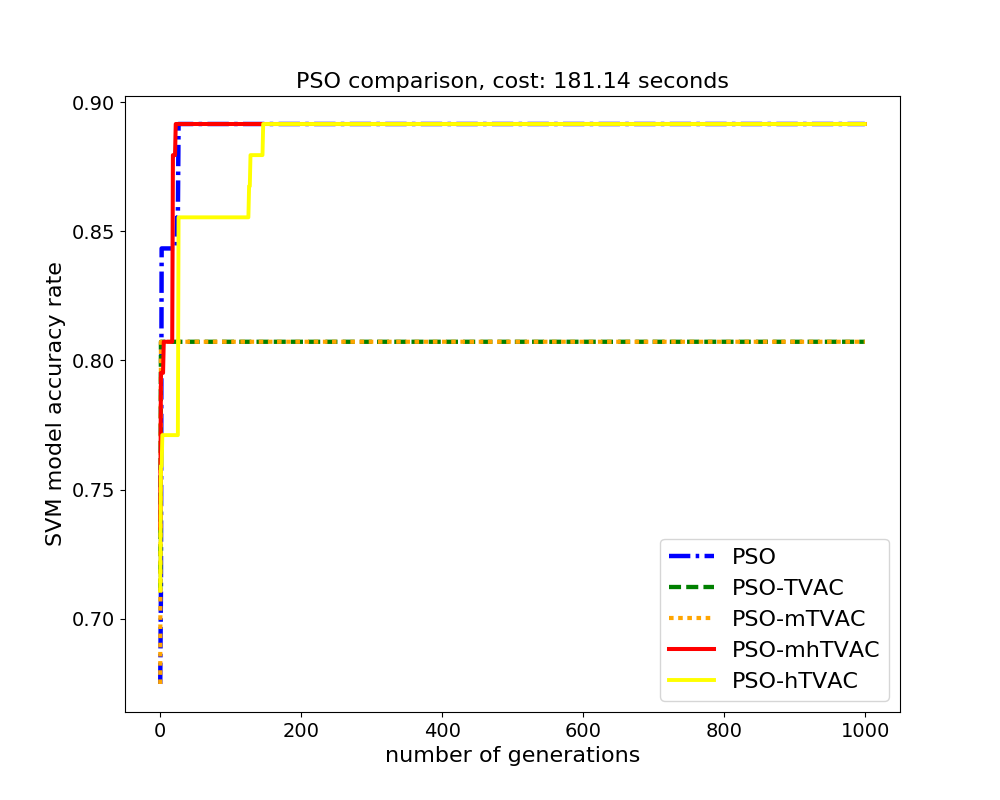 PSO comparison, cost: 181.14 seconds
SVM model accuracy rate
0.90
0.85
0.80
0.75
0.70
0
200
400
600
800
1000
number of generations
PSO
PSO-TVAC
PSO-mTVAC
PSO-mhTVAC
PSO-hTVAC